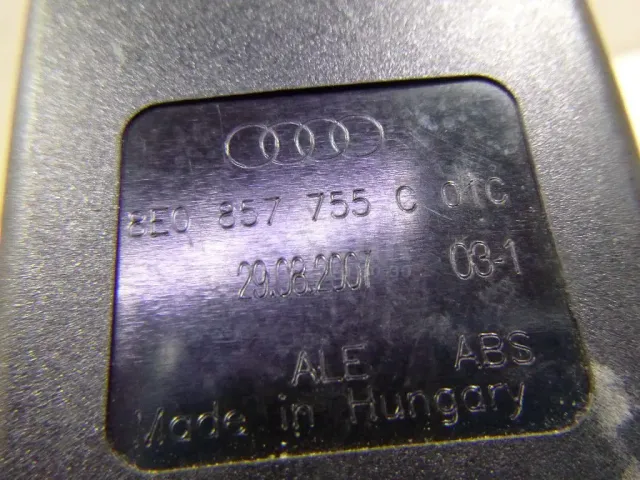 8E0 857 755 C 01C
29.08.2007 03-1
ALE ABS
Made in Hungary